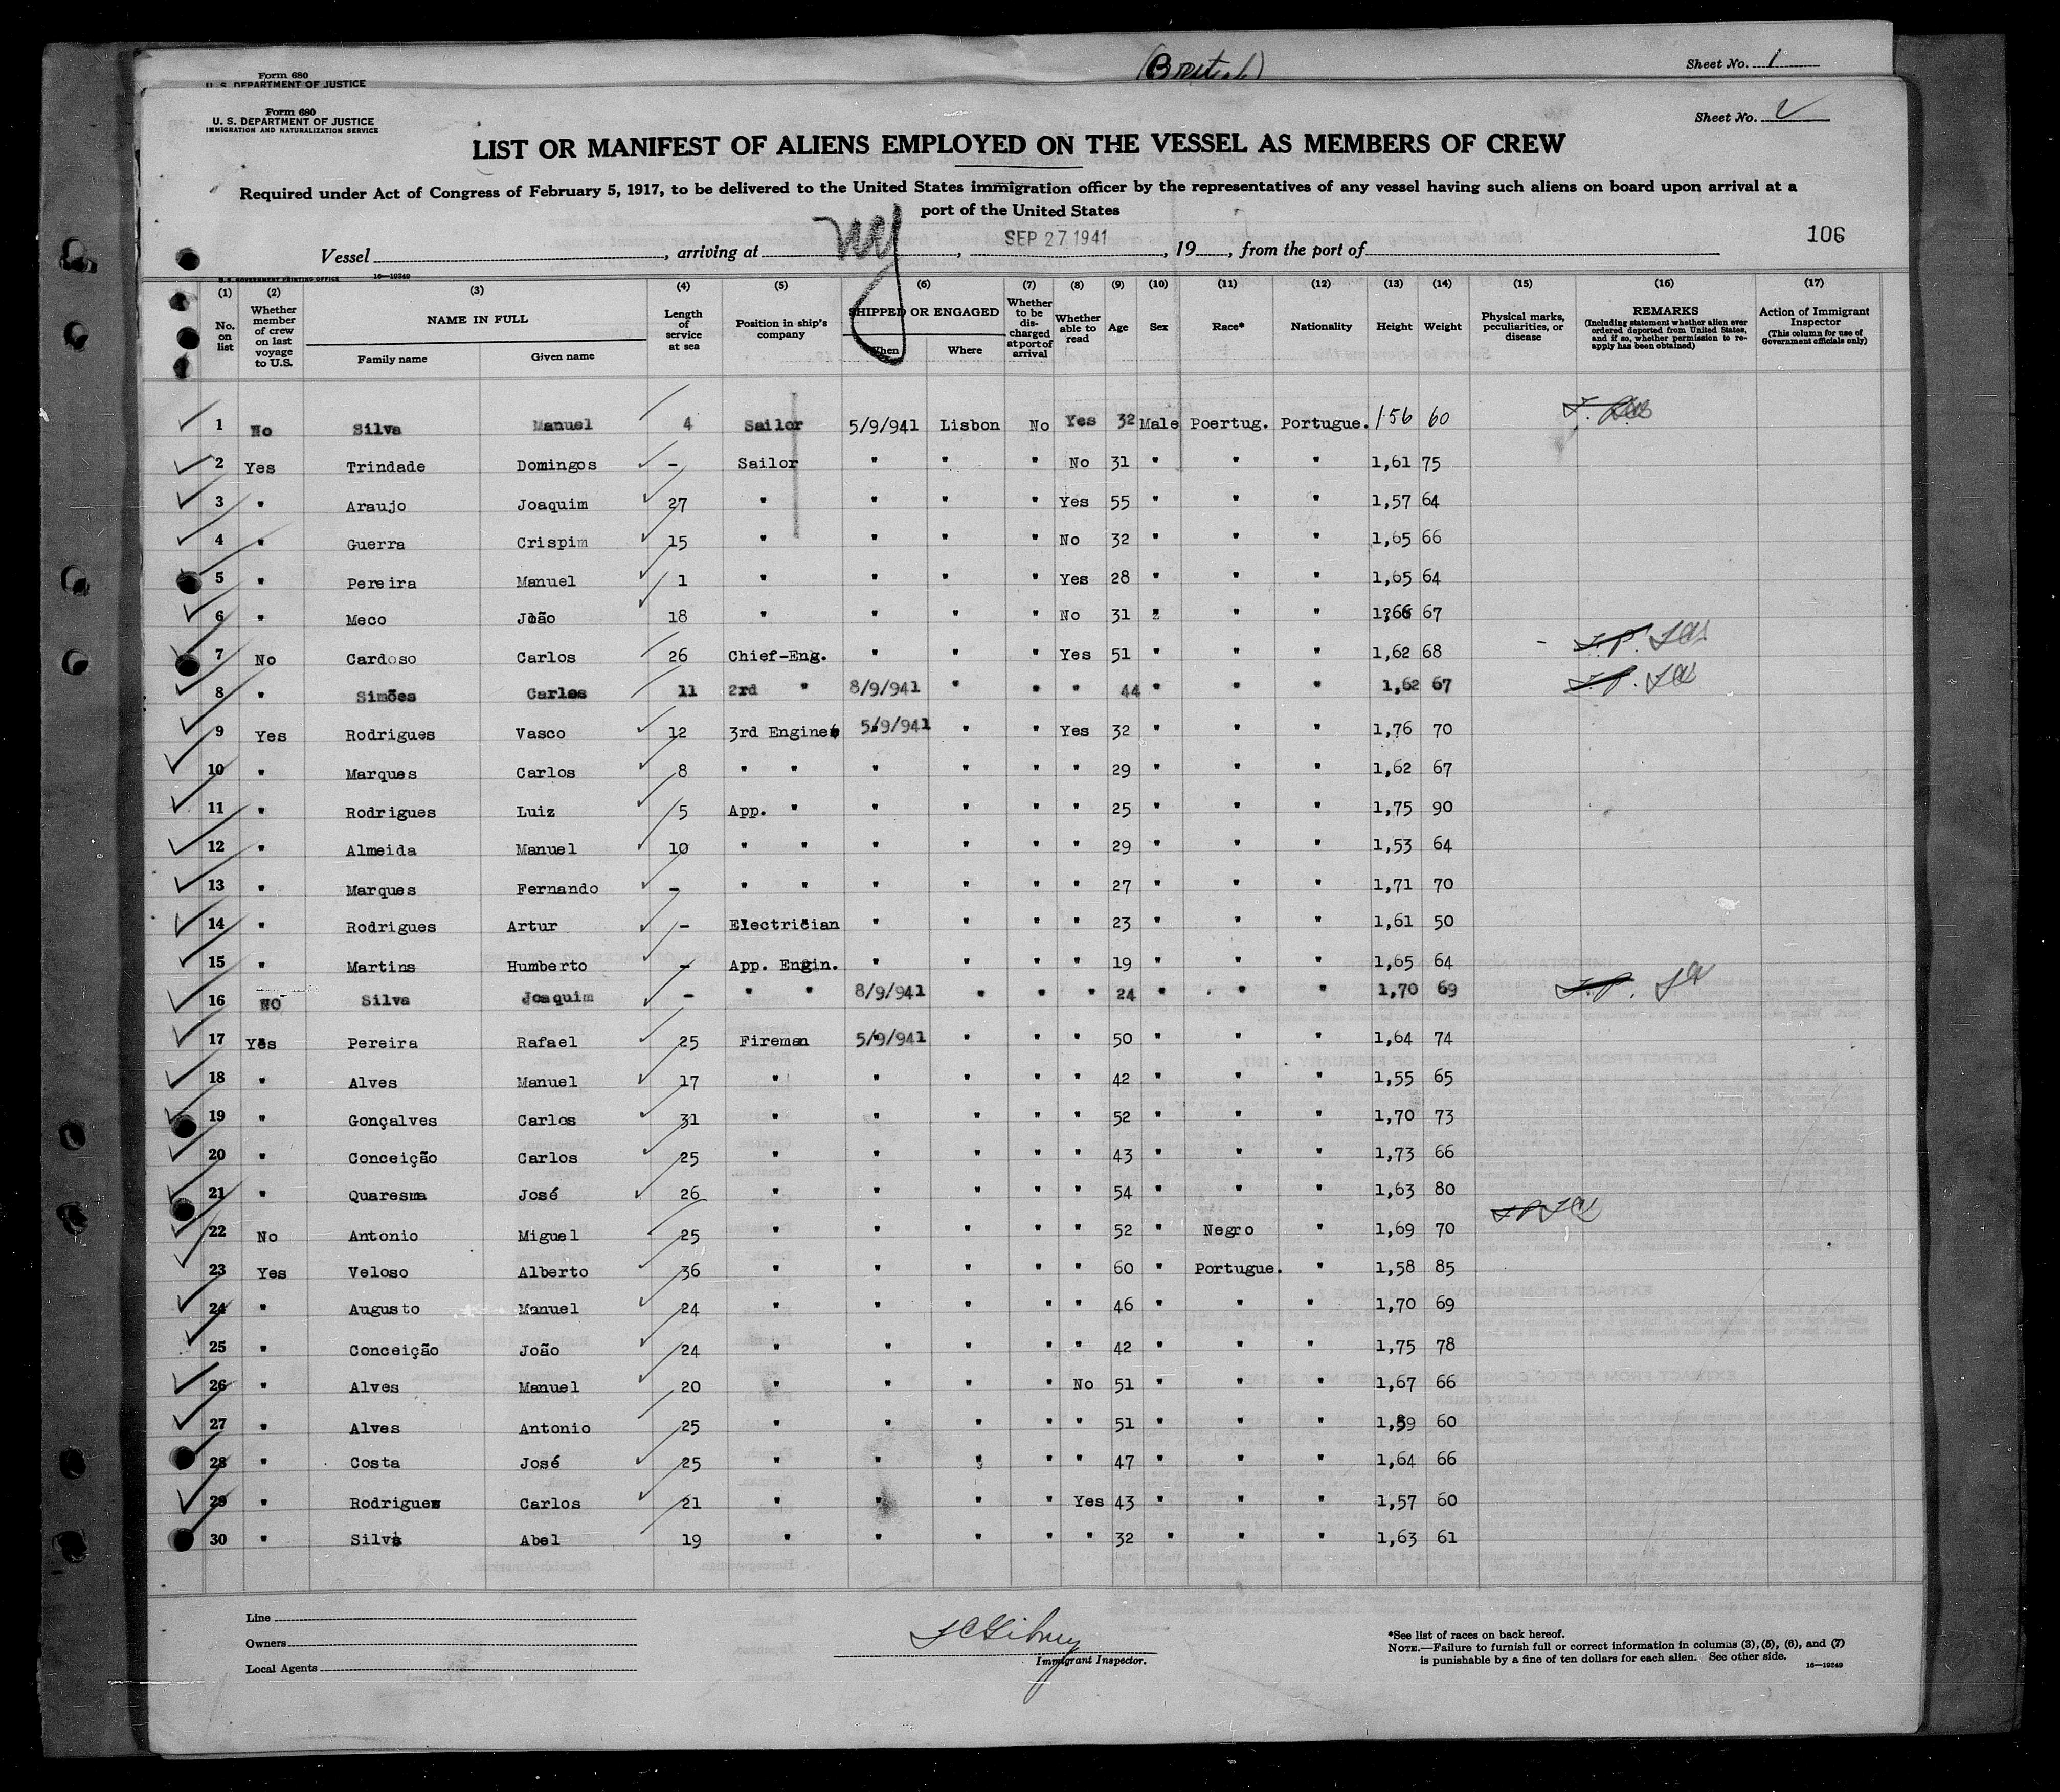 (British)
Sheet No. 1
Form 680
U. S. DEPARTMENT OF JUSTICE
Form 680
U. S. DEPARTMENT OF JUSTICE
IMMIGRATION AND NATURALIZATION SERVICE
Sheet No. 2
LIST OR MANIFEST OF ALIENS EMPLOYED ON THE VESSEL AS MEMBERS OF CREW
Required under Act of Congress of February 5, 1917, to be delivered to the United States immigration officer by the representatives of any vessel having such aliens on board upon arrival at a
port of the United States
106
Vessel , arriving at NY , SEP 27 1941 , 19 , from the port of
U. S. GOVERNMENT PRINTING OFFICE 16—19249
(1) (2) (3) (4) (5) (6) (7) (8) (9) (10) (11) (12) (13) (14) (15) (16) (17)
No. on list
Whether member of crew on last voyage to U.S.
NAME IN FULL
Family name Given name
Length of service at sea
Position in ship's company
SHIPPED OR ENGAGED
When Where
Whether to be discharged at port of arrival
Whether able to read
Age Sex Race* Nationality Height Weight
Physical marks, peculiarities, or disease
REMARKS
(Including statement whether alien ever ordered deported from United States, and if so, whether permission to re-apply has been obtained)
Action of Immigrant Inspector
(This column for use of Government officials only)
1 No Silva Manuel 4 Sailor 5/9/941 Lisbon No Yes 32 Male Poertug. Portugue. 1 56 60
2 Yes Trindade Domingos - Sailor " " " No 31 " " " 1,61 75
3 " Araujo Joaquim 27 " " " " Yes 55 " " " 1,57 64
4 " Guerra Crispim 15 " " " " No 32 " " " 1,65 66
5 " Pereira Manuel 1 " " " " Yes 28 " " " 1,65 64
6 " Meco João 18 " " " " No 31 " " " 1,66 67
7 No Cardoso Carlos 26 Chief-Eng. " " " Yes 51 " " " 1,62 68
8 " Simões Carlos 11 2rd " 8/9/941 " " " 44 " " " 1,62 67
9 Yes Rodrigues Vasco 12 3rd Engine 5/9/941 " " Yes 32 " " " 1,76 70
10 " Marques Carlos 8 " " " " " " 29 " " " 1,62 67
11 " Rodrigues Luiz 5 App. " " " " " 25 " " " 1,75 90
12 " Almeida Manuel 10 " " " " " " 29 " " " 1,53 64
13 " Marques Fernando - " " " " " " 27 " " " 1,71 70
14 " Rodrigues Artur - Electrician " " " " 23 " " " 1,61 50
15 " Martins Humberto - App. Engin. " " " " 19 " " " 1,65 64
16 NO Silva Joaquim - " " 8/9/941 " " " 24 " " " 1,70 69
17 Yes Pereira Rafael 25 Fireman 5/9/941 " " " 50 " " " 1,64 74
18 " Alves Manuel 17 " " " " " 42 " " " 1,55 65
19 " Gonçalves Carlos 31 " " " " " 52 " " " 1,70 73
20 " Conceição Carlos 25 " " " " " 43 " " " 1,73 66
21 " Quaresma José 26 " " " " " 54 " " " 1,63 80
22 No Antonio Miguel 25 " " " " " 52 " Negro " 1,69 70
23 Yes Veloso Alberto 36 " " " " " 60 " Portugue. " 1,58 85
24 " Augusto Manuel 24 " " " " " 46 " " " 1,70 69
25 " Conceição João 24 " " " " " 42 " " " 1,75 78
26 " Alves Manuel 20 " " " " No 51 " " " 1,67 66
27 " Alves Antonio 25 " " " " " 51 " " " 1,59 60
28 " Costa José 25 " " " " " 47 " " " 1,64 66
29 " Rodrigues Carlos 21 " " " " Yes 43 " " " 1,57 60
30 " Silva Abel 19 " " " " " 32 " " " 1,63 61
Line
Owners
Local Agents
Immigrant Inspector.
*See list of races on back hereof.
NOTE.—Failure to furnish full or correct information in columns (3), (5), (6), and (7)
is punishable by a fine of ten dollars for each alien. See other side. 16—19249